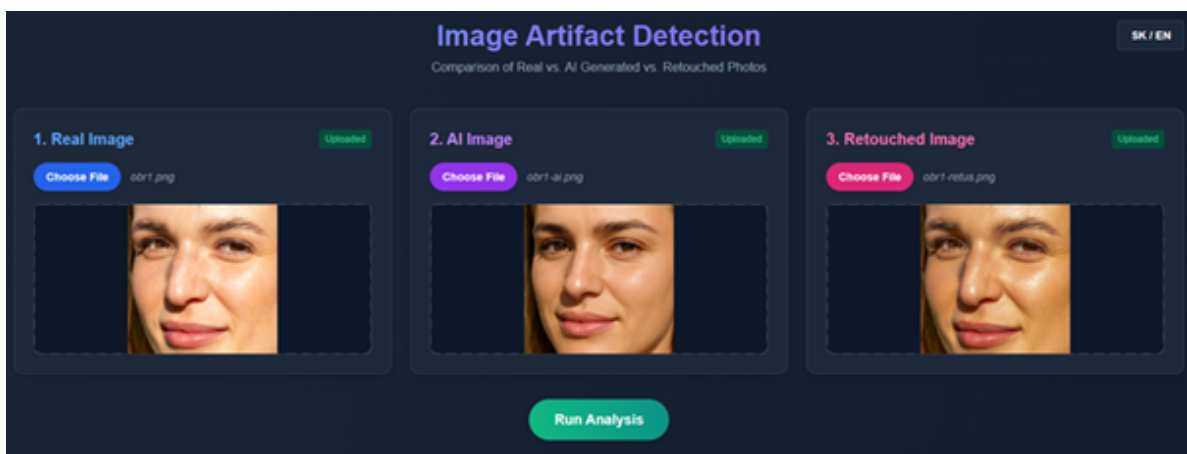 Image Artifact Detection
SK / EN
Comparison of Real vs. AI Generated vs. Retouched Photos
1. Real Image
Uploaded
Choose File
obr1.png
2. AI Image
Uploaded
Choose File
obr1-ai.png
3. Retouched Image
Uploaded
Choose File
obr1-retus.png
Run Analysis